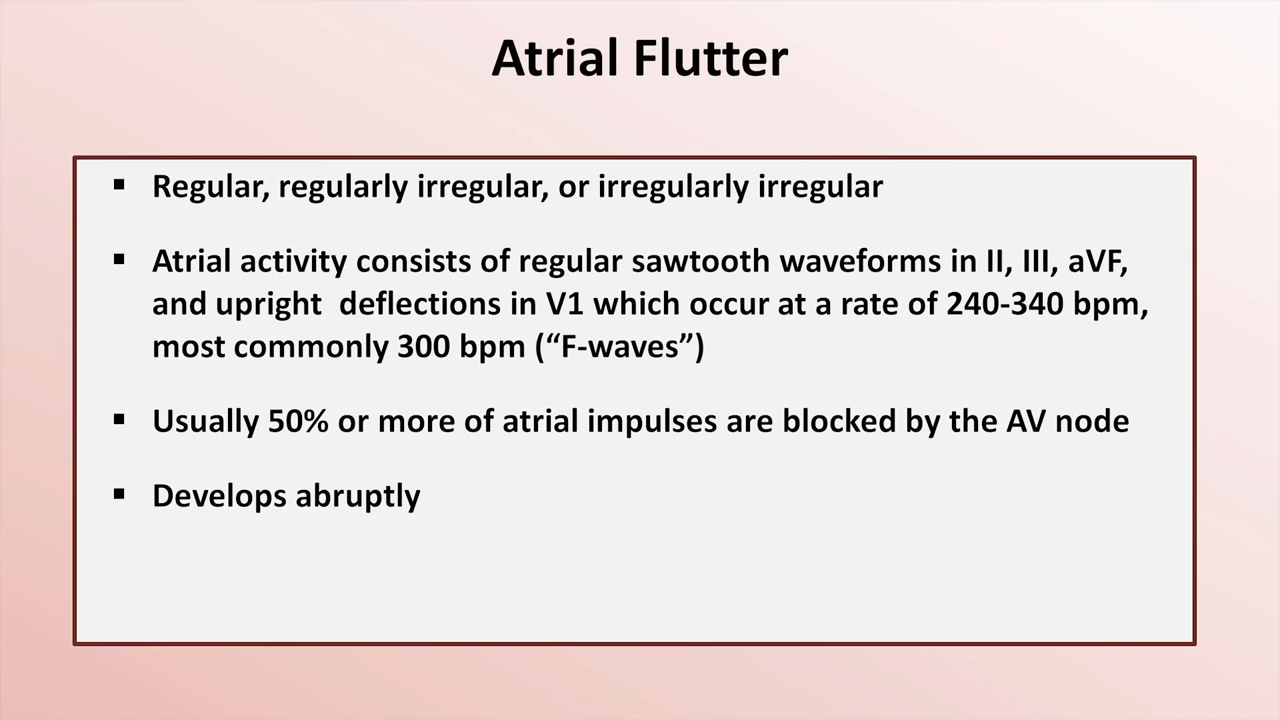 Atrial Flutter
▪ Regular, regularly irregular, or irregularly irregular
▪ Atrial activity consists of regular sawtooth waveforms in II, III, aVF,
and upright  deflections in V1 which occur at a rate of 240-340 bpm,
most commonly 300 bpm (“F-waves”)
▪ Usually 50% or more of atrial impulses are blocked by the AV node
▪ Develops abruptly